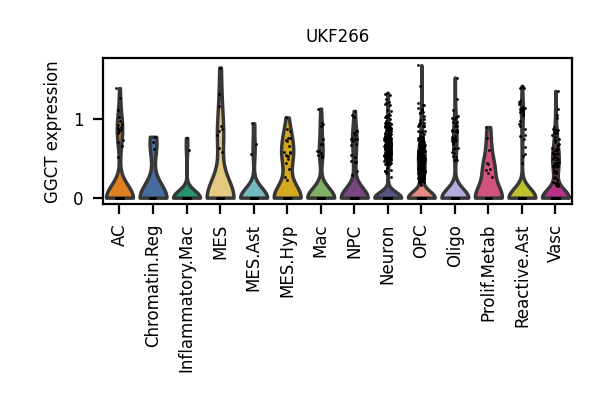 UKF266
GGCT expression
1
0
AC
Chromatin.Reg
Inflammatory.Mac
MES
MES.Ast
MES.Hyp
Mac
NPC
Neuron
OPC
Oligo
Prolif.Metab
Reactive.Ast
Vasc